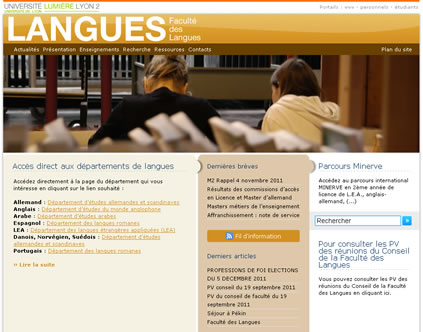 UNIVERSITÉ LUMIÈRE LYON 2
UNIVERSITÉ DE LYON
Portails : www - personnels - étudiants
LANGUES
Faculté
des
Langues
Actualités Présentation Enseignements Recherche Ressources Contacts
Plan du site
Accès direct aux départements de langues
Accédez directement à la page du département qui vous
intéresse en cliquant sur le lien souhaité :
Allemand : Département d'études allemandes et scandinaves
Anglais : Département d'études du monde anglophone
Arabe : Département d'études arabes
Espagnol : Département des langues romanes
LEA : Département des langues étrangères appliquées (LEA)
Danois, Norvégien, Suédois : Département d'études
allemandes et scandinaves
Portugais : Département des langues romanes
» Lire la suite
Dernières brèves
M2 Rappel 4 novembre 2011
Résultats des commissions d'accès
en Licence et Master d'allemand
Masters métiers de l'enseignement
Affranchissement : note de service
Fil d'information
Derniers articles
PROFESSIONS DE FOI ELECTIONS
DU 5 DECEMBRE 2011
PV conseil du 19 septembre 2011
PV du conseil de faculté du 19
septembre 2011
Séjour à Pékin
Faculté des Langues
Parcours Minerve
Accédez au parcours international
MINERVE en 2ème année de
licence de L.E.A., anglais-
allemand, (...)
Rechercher
Pour consulter les PV
des réunions du Conseil
de la Faculté des
Langues
Vous pouvez consulter les PV des
réunions du Conseil de la Faculté
des Langues en cliquant ici.